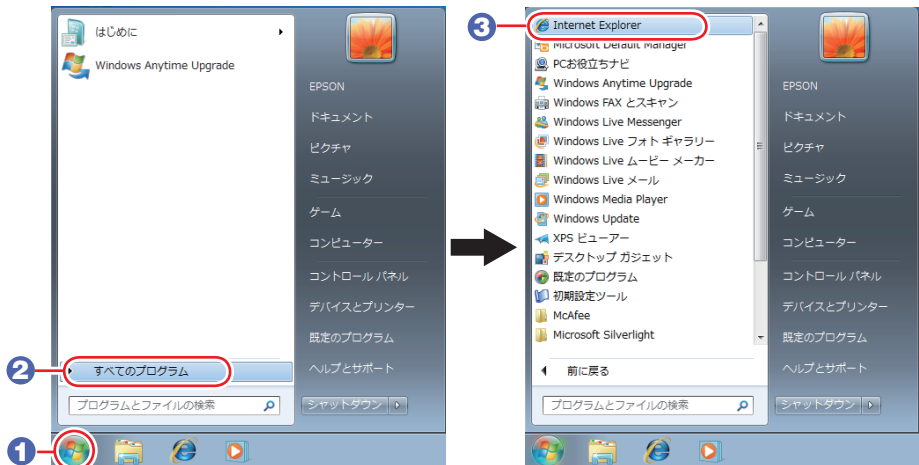 はじめに
Windows Anytime Upgrade
すべてのプログラム
プログラムとファイルの検索
EPSON
ドキュメント
ピクチャ
ミュージック
ゲーム
コンピューター
コントロール パネル
デバイスとプリンター
既定のプログラム
ヘルプとサポート
シャットダウン
2
1
3
Internet Explorer
Microsoft Default Manager
PCお役立ちナビ
Windows Anytime Upgrade
Windows FAX とスキャン
Windows Live Messenger
Windows Live フォト ギャラリー
Windows Live ムービー メーカー
Windows Live メール
Windows Media Player
Windows Update
XPS ビューアー
デスクトップ ガジェット
既定のプログラム
初期設定ツール
McAfee
Microsoft Silverlight
前に戻る
プログラムとファイルの検索
EPSON
ドキュメント
ピクチャ
ミュージック
ゲーム
コンピューター
コントロール パネル
デバイスとプリンター
既定のプログラム
ヘルプとサポート
シャットダウン